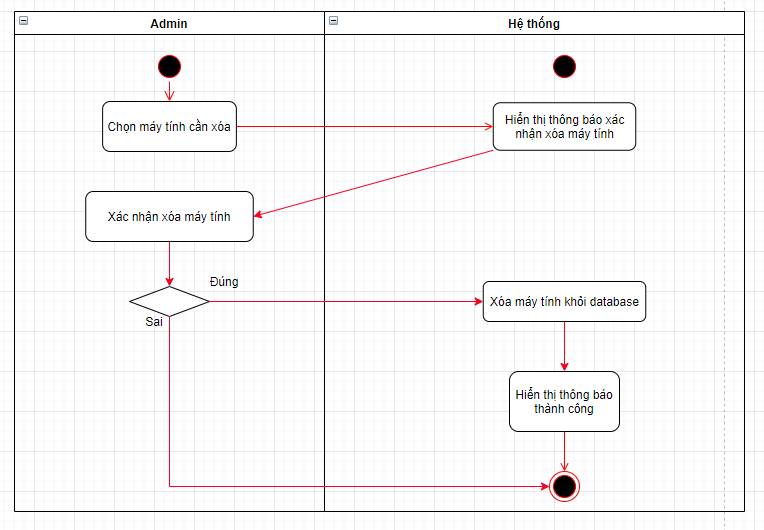 Admin
Hệ thống
Chọn máy tính cần xóa
Hiển thị thông báo xác
nhận xóa máy tính
Xác nhận xóa máy tính
Đúng
Sai
Xóa máy tính khỏi database
Hiển thị thông báo
thành công